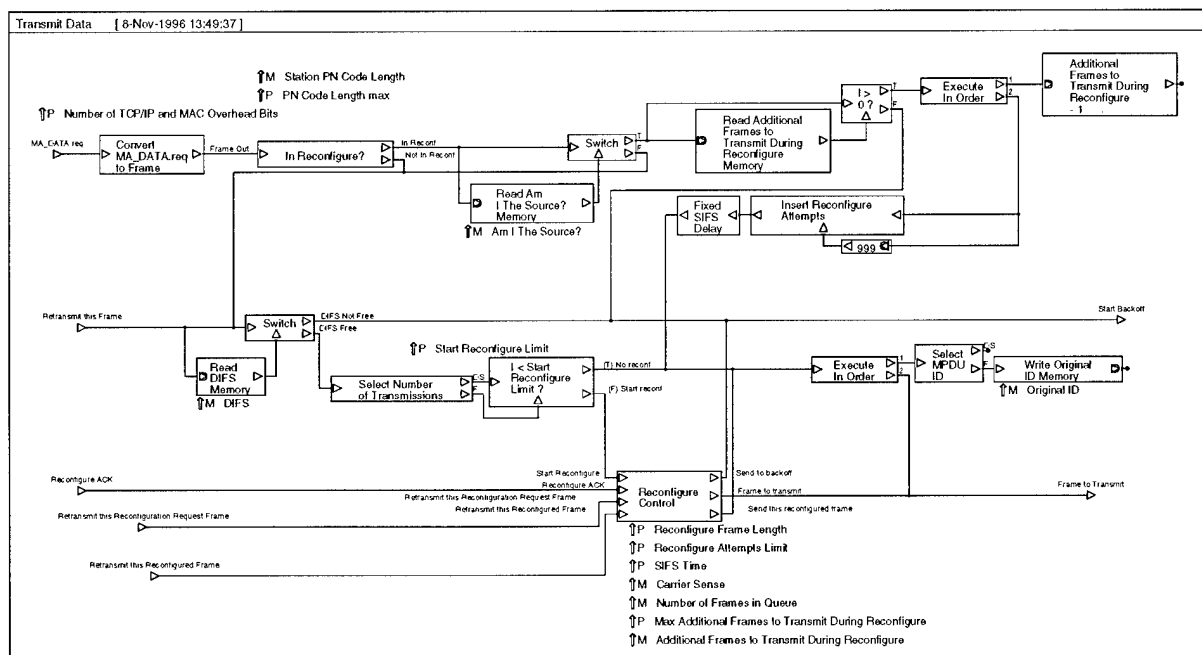 Transmit Data [ 8-Nov-1996 13:49:37 ]
⇑M Station PN Code Length
⇑P PN Code Length max
⇑P Number of TCP/IP and MAC Overhead Bits
MA_DATA.req
Convert
MA_DATA.req
to Frame
Frame Out
In Reconfigure?
In Reconf
Not In Reconf
Switch
T
F
Read Am
I The Source?
Memory
⇑M Am I The Source?
Read Additional
Frames to
Transmit During
Reconfigure
Memory
I >
0 ?
T
F
Execute
In Order
1
2
Additional
Frames to
Transmit During
Reconfigure
- 1
Fixed
SIFS
Delay
Insert Reconfigure
Attempts
999
Retransmit this Frame
Switch
DIFS Not Free
DIFS Free
Start Backoff
Read
DIFS
Memory
⇑M DIFS
Select Number
of Transmissions
DS
F
⇑P Start Reconfigure Limit
I < Start
Reconfigure
Limit ?
(T) No reconf
(F) Start reconf
Execute
In Order
1
2
Select
MPDU
ID
DS
F
Write Original
ID Memory
⇑M Original ID
Reconfigure ACK
Retransmit this Reconfiguration Request Frame
Retransmit this Reconfigured Frame
Start Reconfigure
Reconfigure ACK
Retransmit this Reconfiguration Request Frame
Retransmit this Reconfigured Frame
Reconfigure
Control
Send to backoff
Frame to transmit
Send this reconfigured frame
Frame to Transmit
⇑P Reconfigure Frame Length
⇑P Reconfigure Attempts Limit
⇑P SIFS Time
⇑M Carrier Sense
⇑M Number of Frames in Queue
⇑P Max Additional Frames to Transmit During Reconfigure
⇑M Additional Frames to Transmit During Reconfigure